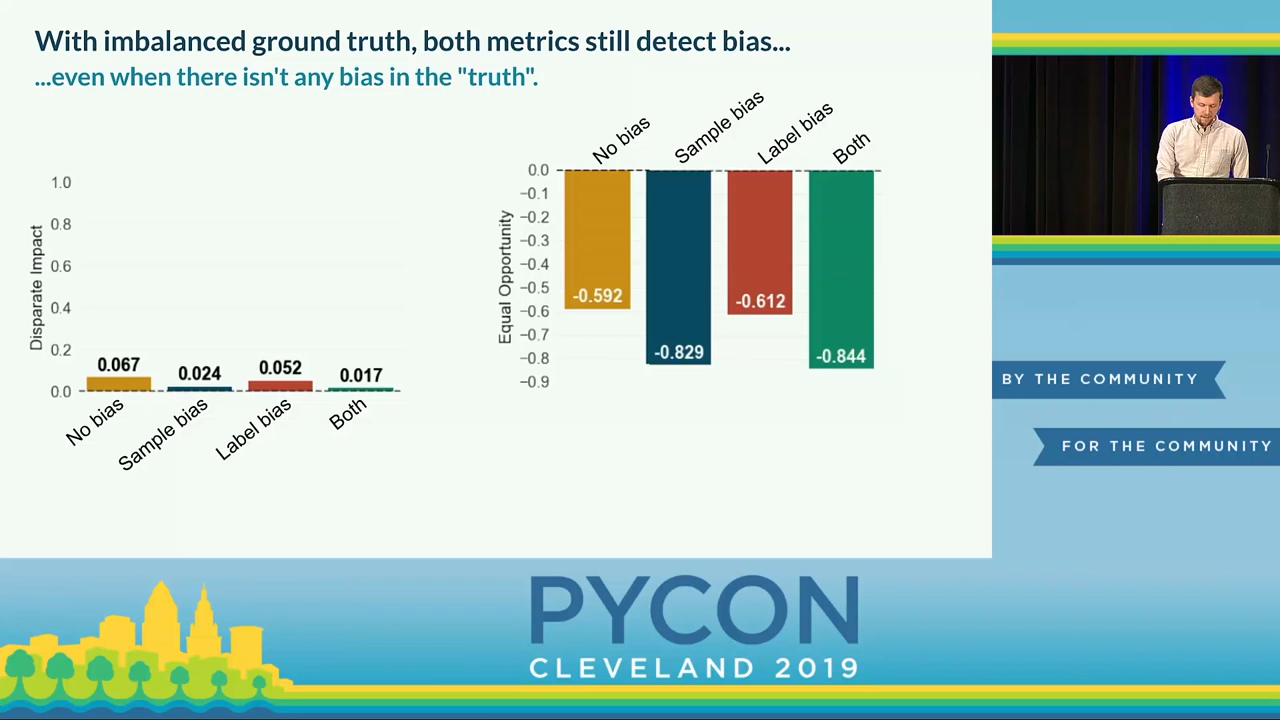 With imbalanced ground truth, both metrics still detect bias...
...even when there isn't any bias in the "truth".
Disparate Impact
1.0
0.8
0.6
0.4
0.2
0.0
0.067
0.024
0.052
0.017
No bias
Sample bias
Label bias
Both
Equal Opportunity
No bias
Sample bias
Label bias
Both
0.0
−0.1
−0.2
−0.3
−0.4
−0.5
−0.6
−0.7
−0.8
−0.9
-0.592
-0.829
-0.612
-0.844
BY THE COMMUNITY
FOR THE COMMUNITY
PYCON
CLEVELAND 2019